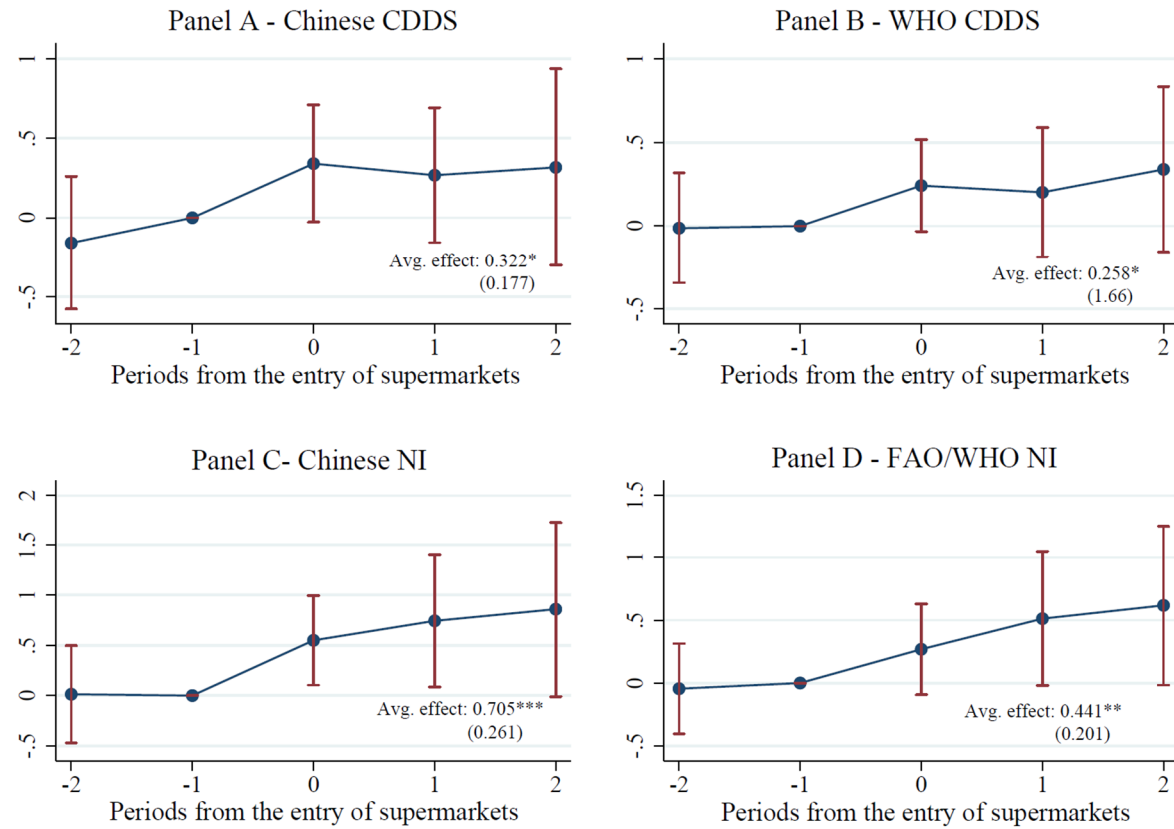 Panel A - Chinese CDDS
1
.5
0
-.5
Avg. effect: 0.322*
(0.177)
-2 -1 0 1 2
Periods from the entry of supermarkets
Panel B - WHO CDDS
1
.5
0
-.5
Avg. effect: 0.258*
(1.66)
-2 -1 0 1 2
Periods from the entry of supermarkets
Panel C- Chinese NI
2
1.5
1
.5
0
-.5
Avg. effect: 0.705***
(0.261)
-2 -1 0 1 2
Periods from the entry of supermarkets
Panel D - FAO/WHO NI
1.5
1
.5
0
-.5
Avg. effect: 0.441**
(0.201)
-2 -1 0 1 2
Periods from the entry of supermarkets